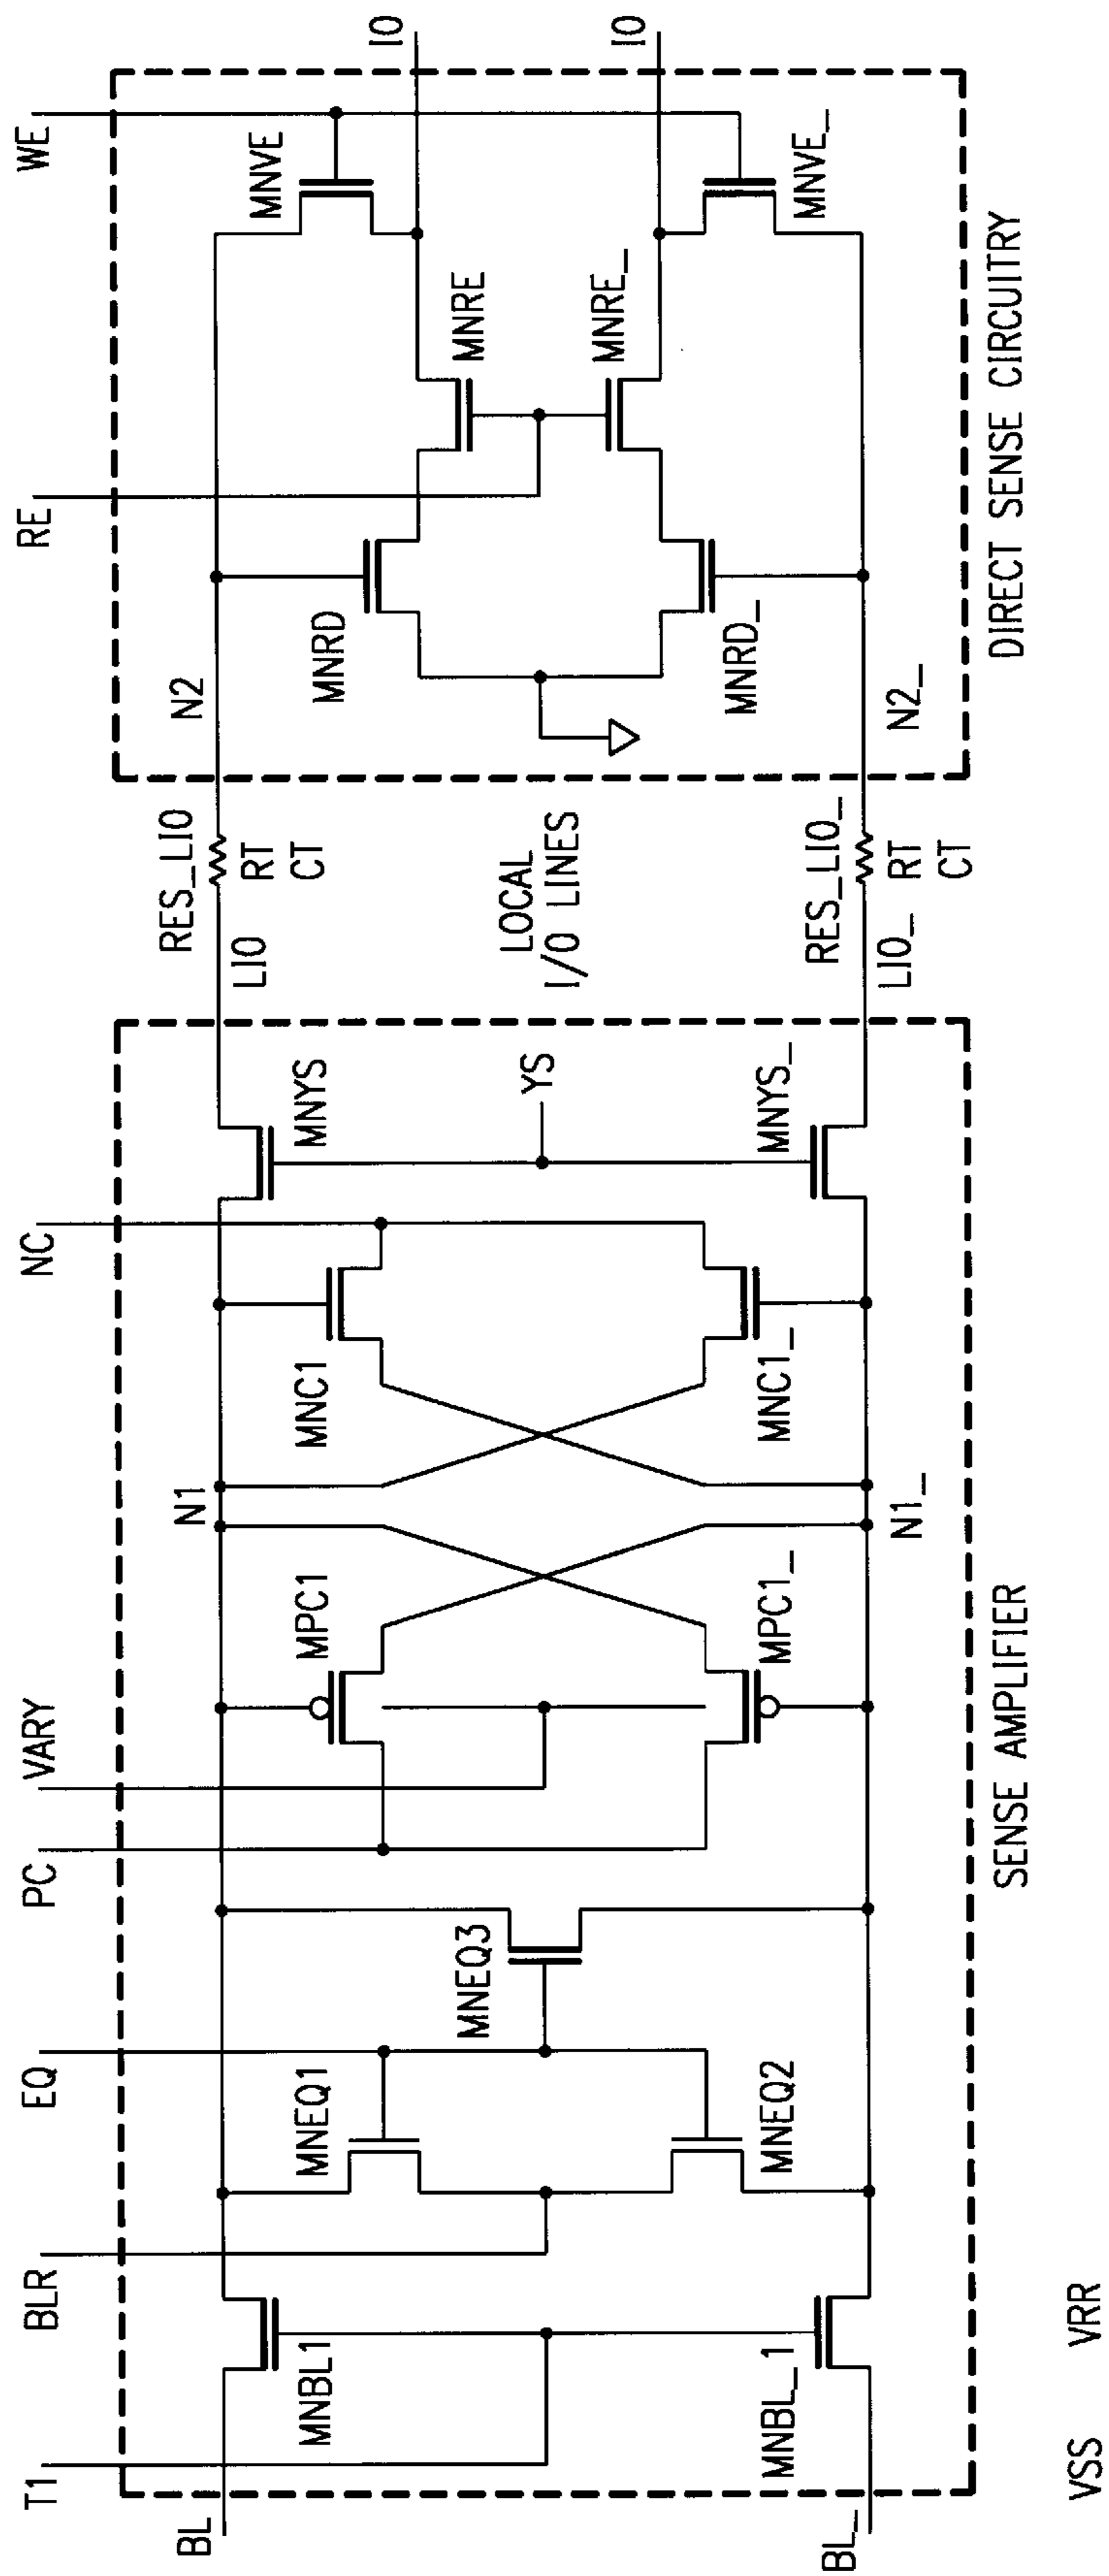 T1
BLR
EQ
PC
VARY
NC
RE
WE
BL
MNBL1
MNEQ1
MNEQ3
MPC1
N1
MNC1
MNYS
LIO
RES_LIO
RT
CT
N2
MNRD
MNRE
MNVE
IO
YS
LOCAL
I/O LINES
BL_
MNBL_1
MNEQ2
MPC1_
N1_
MNC1_
MNYS_
LIO_
RES_LIO_
RT
CT
N2_
MNRD_
MNRE_
MNVE_
IO
SENSE AMPLIFIER
DIRECT SENSE CIRCUITRY
VSS
VRR